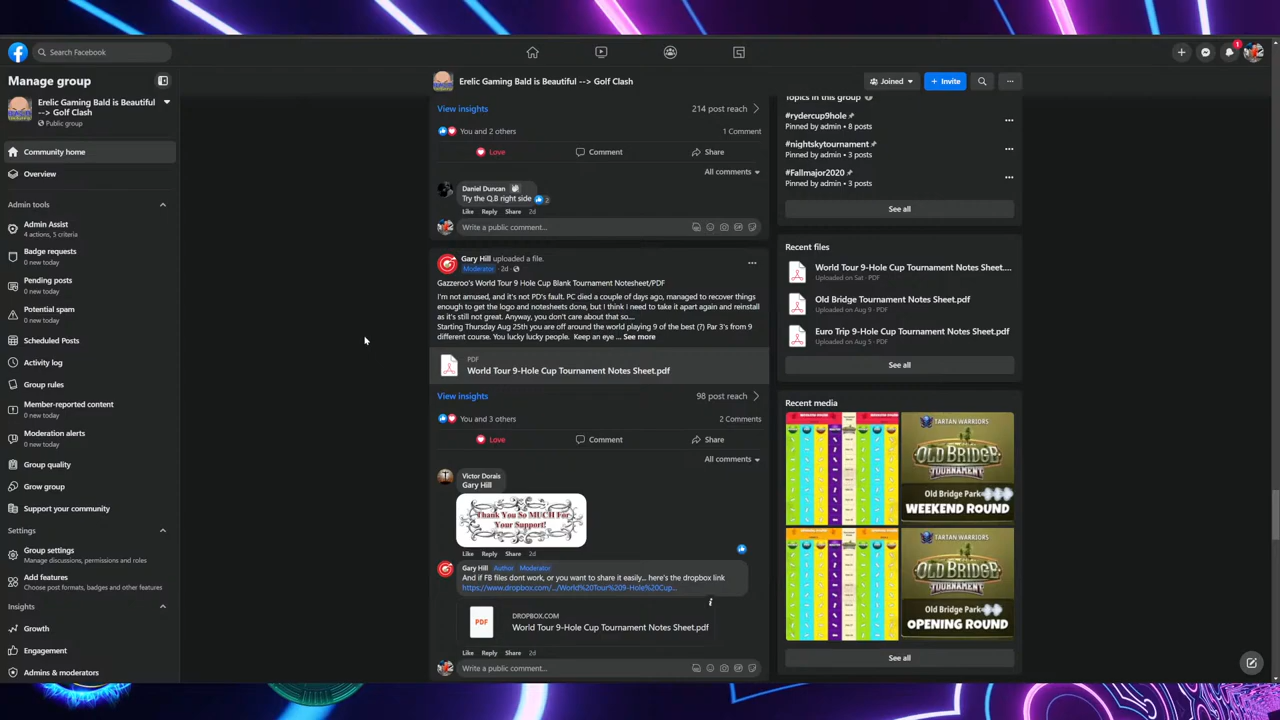 Search Facebook
1
Manage group
Erelic Gaming Bald is Beautiful
--> Golf Clash
Public group
Community home
Overview
Admin tools
Admin Assist
4 actions, 5 criteria
Badge requests
0 new today
Pending posts
0 new today
Potential spam
0 new today
Scheduled Posts
Activity log
Group rules
Member-reported content
0 new today
Moderation alerts
0 new today
Group quality
Grow group
Support your community
Settings
Group settings
Manage discussions, permissions and roles
Add features
Choose post formats, badges and other features
Insights
Growth
Engagement
Admins & moderators
Erelic Gaming Bald is Beautiful --> Golf Clash
Joined
+ Invite
View insights
214 post reach
You and 2 others
1 Comment
Love
Comment
Share
All comments
Daniel Duncan
Try the Q.B right side
2
Like Reply Share 2d
Write a public comment...
Gary Hill uploaded a file.
Moderator · 2d ·
Gazzeroo's World Tour 9 Hole Cup Blank Tournament Notesheet/PDF
I'm not amused, and it's not PD's fault. PC died a couple of days ago, managed to recover things
enough to get the logo and notesheets done, but i think I need to take it apart again and reinstall
as it's still not great. Anyway, you don't care about that so....
Starting Thursday Aug 25th you are off around the world playing 9 of the best (?) Par 3's from 9
different course. You lucky lucky people. Keep an eye ... See more
PDF
World Tour 9-Hole Cup Tournament Notes Sheet.pdf
View insights
98 post reach
You and 3 others
2 Comments
Love
Comment
Share
All comments
Victor Dorais
Gary Hill
Thank You So MUCH For
Your Support!
Like Reply Share 2d
Gary Hill Author Moderator
And if FB files dont work, or you want to share it easily... here's the dropbox link
https://www.dropbox.com/.../World%20Tour%209-Hole%20Cup...
PDF
DROPBOX.COM
World Tour 9-Hole Cup Tournament Notes Sheet.pdf
Like Reply Share 2d
Write a public comment...
Topics in this group
#rydercup9hole
Pinned by admin • 8 posts
#nightskytournament
Pinned by admin • 3 posts
#Fallmajor2020
Pinned by admin • 3 posts
See all
Recent files
World Tour 9-Hole Cup Tournament Notes Sheet....
Uploaded on Sat · PDF
Old Bridge Tournament Notes Sheet.pdf
Uploaded on Aug 9 · PDF
Euro Trip 9-Hole Cup Tournament Notes Sheet.pdf
Uploaded on Aug 5 · PDF
See all
Recent media
TARTAN WARRIORS
OLD BRIDGE
TOURNAMENT
Old Bridge Park
WEEKEND ROUND
TARTAN WARRIORS
OLD BRIDGE
TOURNAMENT
Old Bridge Park
OPENING ROUND
See all